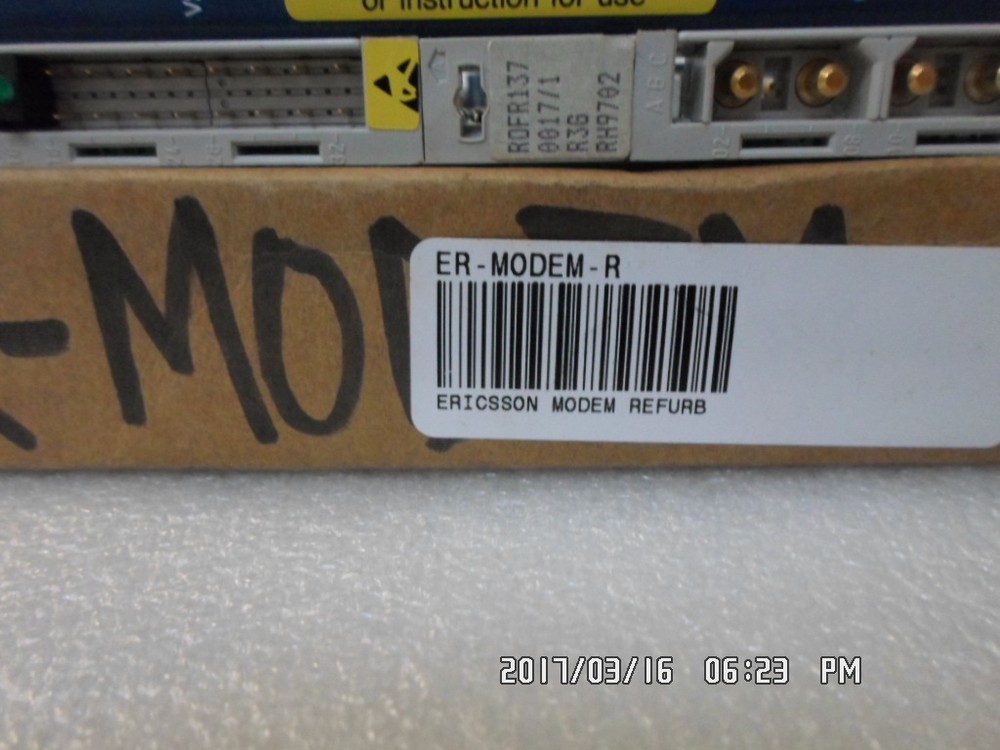 or instruction for use
ROFR137
0017/1
R3G
RH9702
A B C
ER-MODEM-R
ERICSSON MODEM REFURB
-MODEM
2017/03/16 06:23 PM